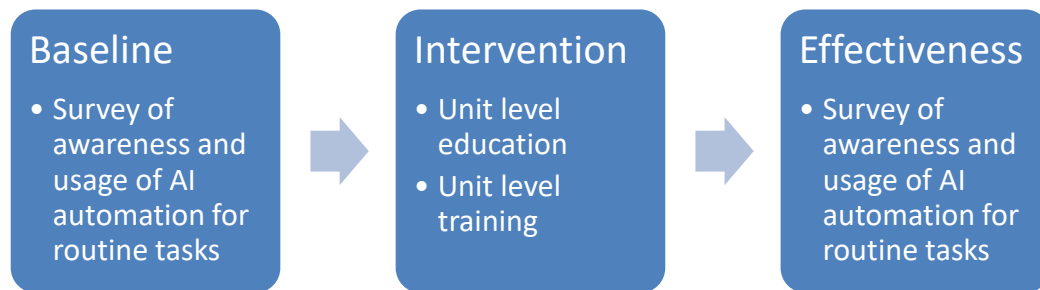 Baseline
• Survey of
awareness and
usage of AI
automation for
routine tasks
Intervention
• Unit level
education
• Unit level
training
Effectiveness
• Survey of
awareness and
usage of AI
automation for
routine tasks